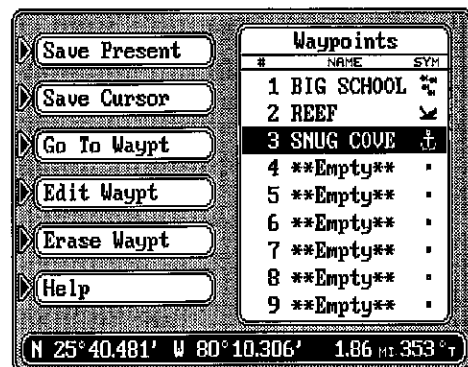 Save Present
Save Cursor
Go To Waypt
Edit Waypt
Erase Waypt
Help
Waypoints
# NAME SYM
1 BIG SCHOOL
2 REEF
3 SNUG COVE
4 **Empty**
5 **Empty**
6 **Empty**
7 **Empty**
8 **Empty**
9 **Empty**
N 25°40.481' W 80°10.306' 1.86 MI 353°T